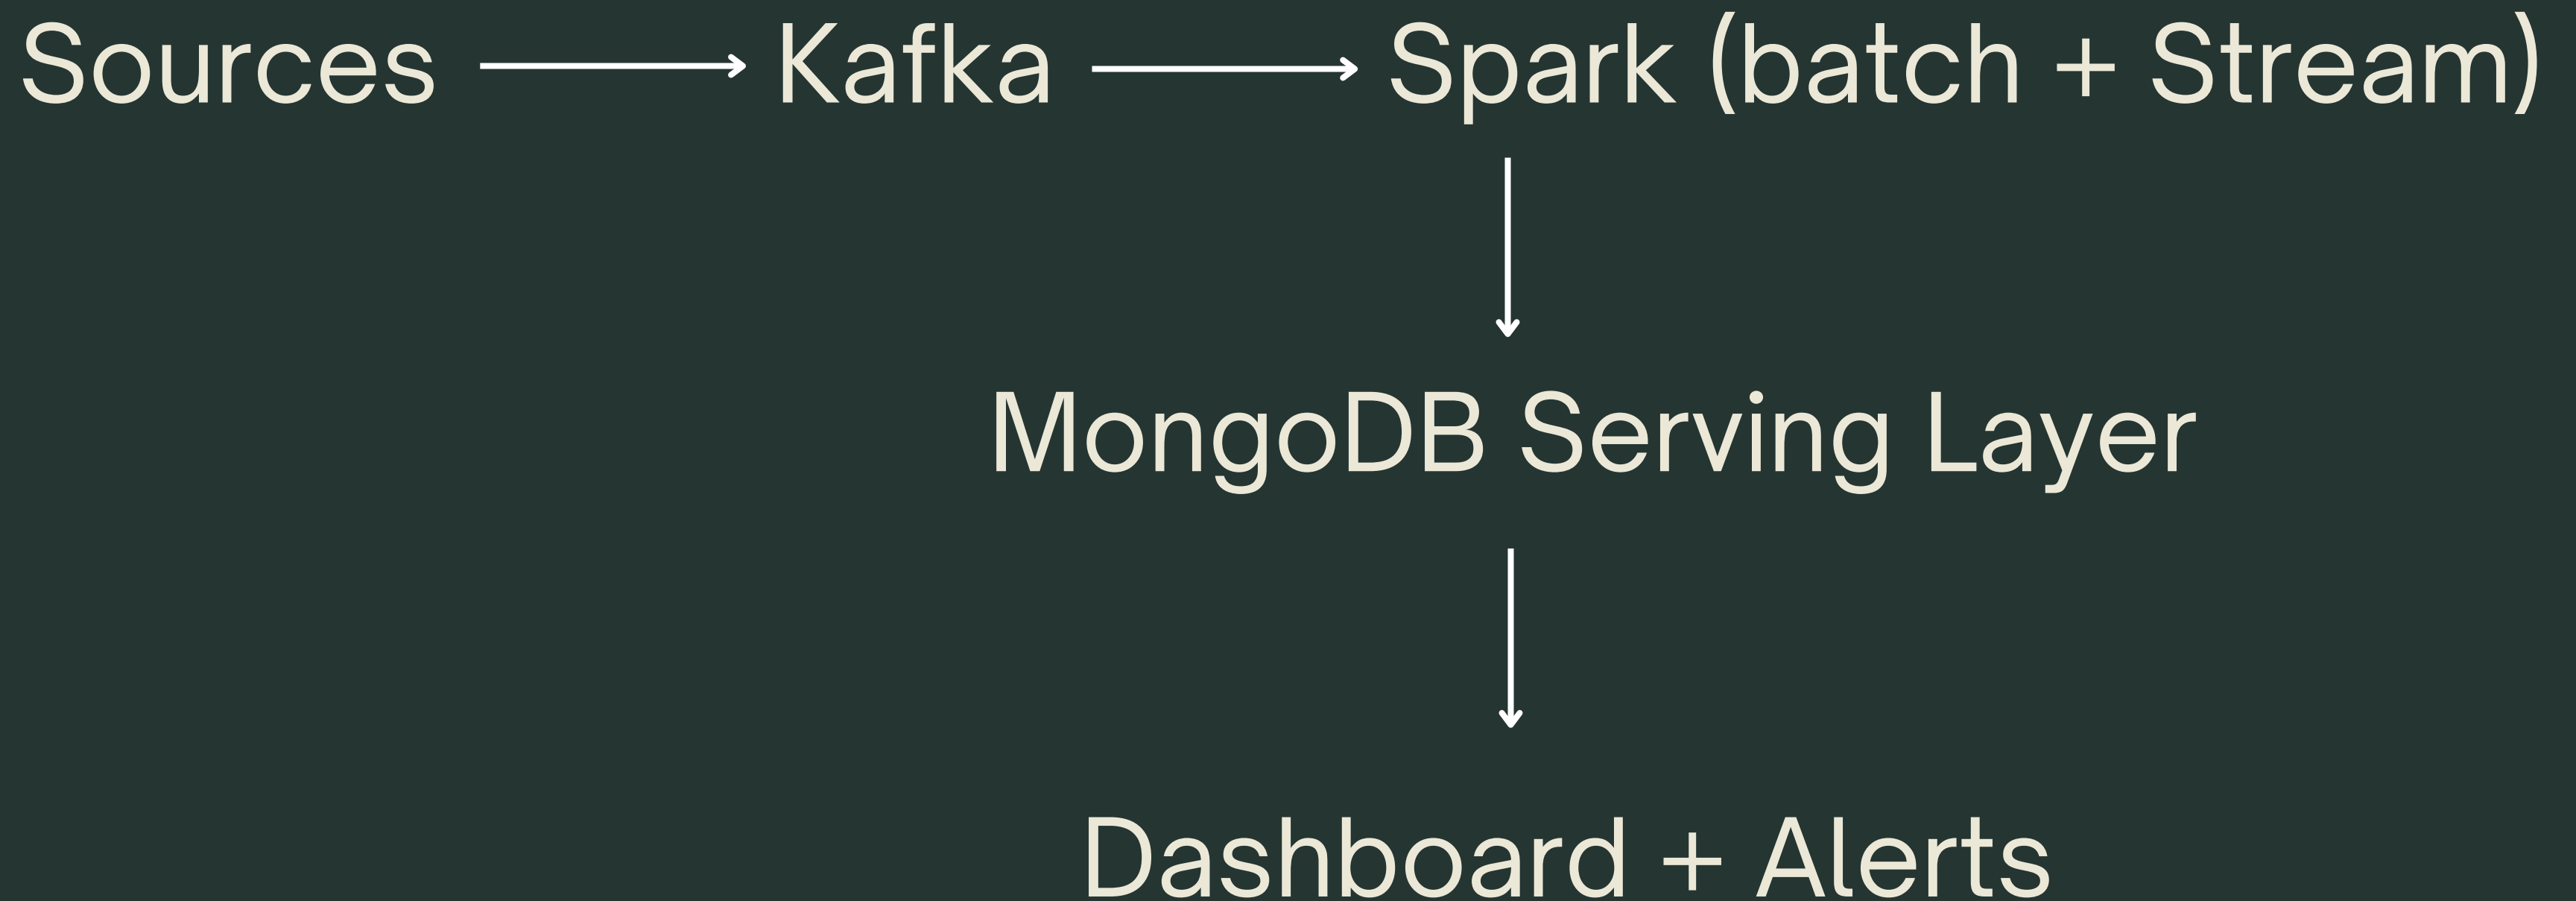 Sources Kafka Spark (batch + Stream)
MongoDB Serving Layer
Dashboard + Alerts